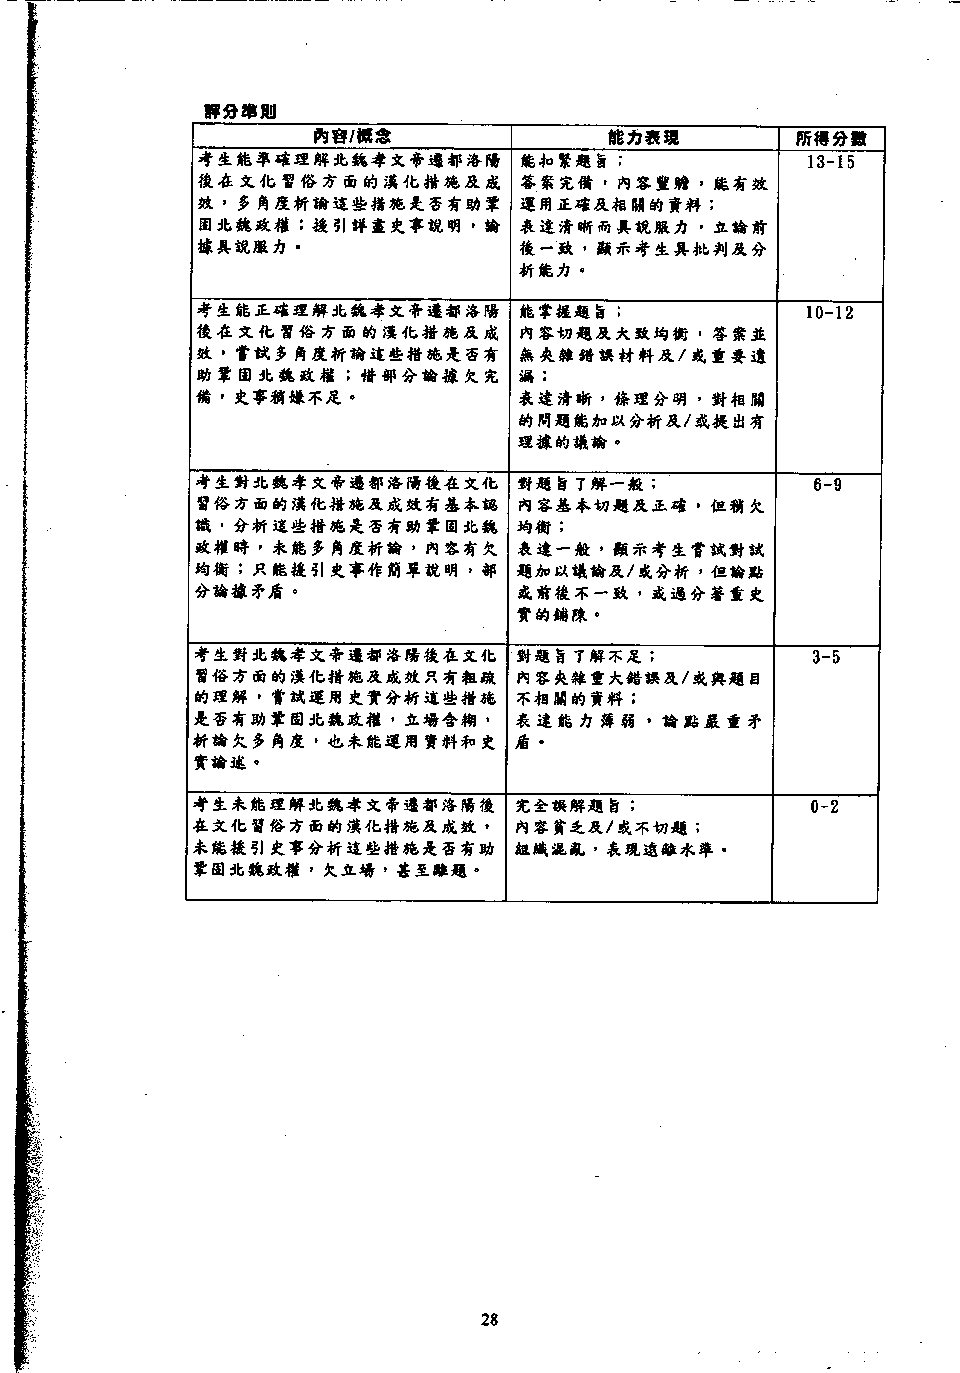 評分準則
內容/概念
能力表現
所得分數
考生能準確理解北魏孝文帝遷都洛陽
後在文化習俗方面的漢化措施及成
效，多角度析論這些措施是否有助鞏
固北魏政權；援引詳盡史事說明，論
據具說服力。
能扣緊題旨；
答案完備，內容豐贍，能有效
運用正確及相關的資料；
表達清晰而具說服力，立論前
後一致，顯示考生具批判及分
析能力。
13-15
考生能正確理解北魏孝文帝遷都洛陽
後在文化習俗方面的漢化措施及成
效，嘗試多角度析論這些措施是否有
助鞏固北魏政權；惜部分論據欠完
備，史事稍嫌不足。
能掌握題旨；
內容切題及大致均衡，答案並
無夾雜錯誤材料及/或重要遺
漏；
表達清晰，條理分明，對相關
的問題能加以分析及/或提出有
理據的議論。
10-12
考生對北魏孝文帝遷都洛陽後在文化
習俗方面的漢化措施及成效有基本認
識，分析這些措施是否有助鞏固北魏
政權時，未能多角度析論，內容有欠
均衡；只能援引史事作簡單說明，部
分論據矛盾。
對題旨了解一般；
內容基本切題及正確，但稍欠
均衡；
表達一般，顯示考生嘗試對試
題加以議論及/或分析，但論點
或前後不一致，或過分著重史
實的鋪陳。
6-9
考生對北魏孝文帝遷都洛陽後在文化
習俗方面的漢化措施及成效只有粗疏
的理解，嘗試運用史實分析這些措施
是否有助鞏固北魏政權，立場含糊，
析論欠多角度，也未能運用資料和史
實論述。
對題旨了解不足；
內容夾雜重大錯誤及/或與題目
不相關的資料；
表達能力薄弱，論點嚴重矛
盾。
3-5
考生未能理解北魏孝文帝遷都洛陽後
在文化習俗方面的漢化措施及成效，
未能援引史事分析這些措施是否有助
鞏固北魏政權，欠立場，甚至離題。
完全誤解題旨；
內容貧乏及/或不切題；
組織混亂，表現遠離水準。
0-2
28